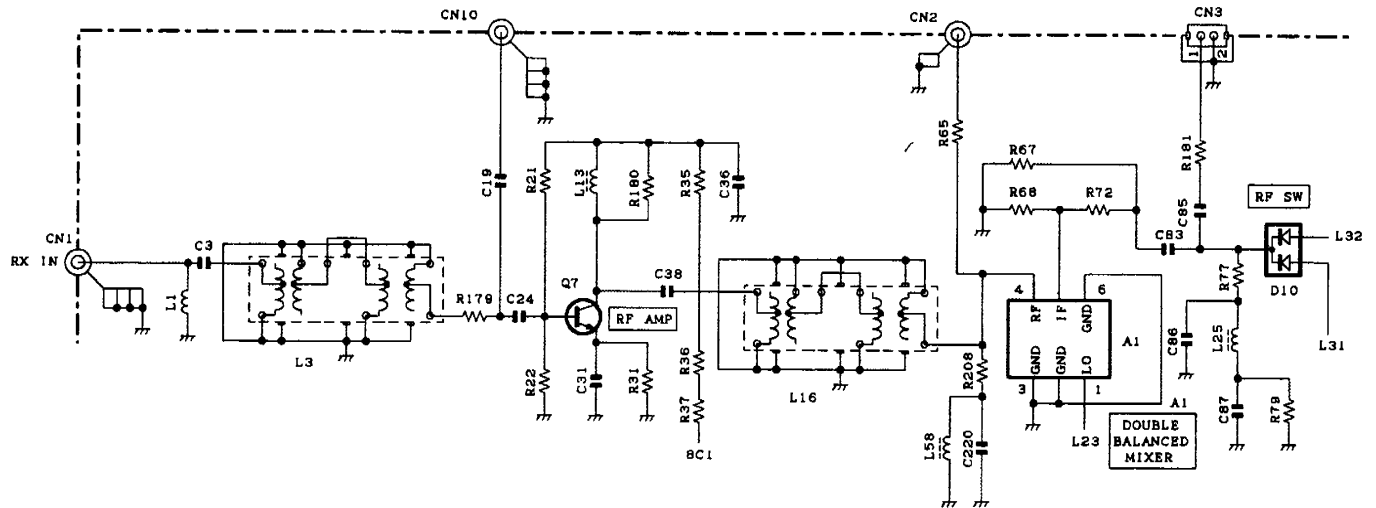 CN10
CN2
CN3
1 2
R65
R67
R181
C19
R21
L13
R180
R35
C36
R68
R72
C85
RF SW
CN1
RX IN
C3
C83
L32
L1
R77
D10
Q7
C38
4
6
RF
IF
GND
A1
R179
C24
RF AMP
C86
L25
L31
L3
R22
C31
R31
R36
L16
R208
GND
GND
LO
3
1
R37
A1
C87
R79
8C1
L58
C220
L23
DOUBLE
BALANCED
MIXER